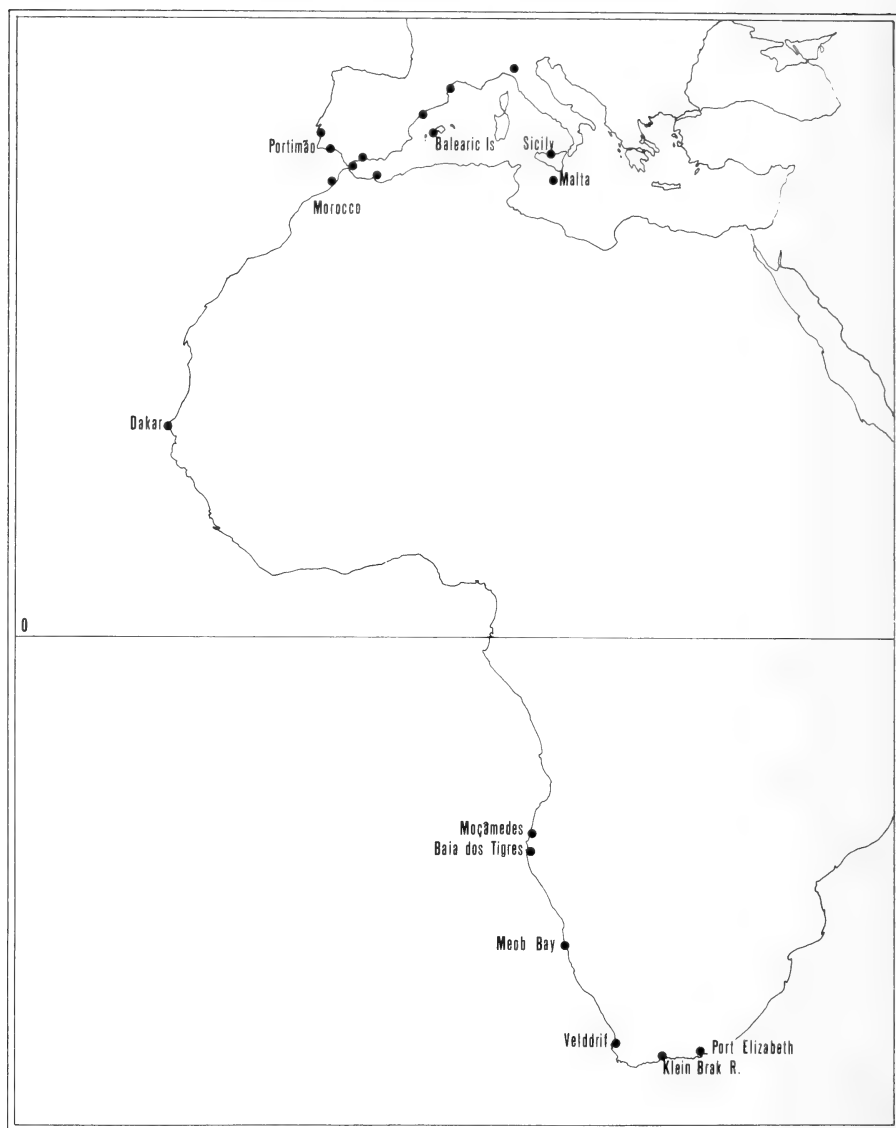 Portimão
Balearic Is
Sicily
Malta
Morocco
Dakar
0
Moçâmedes
Baia dos Tigres
Meob Bay
Velddrif
Port Elizabeth
Klein Brak R.